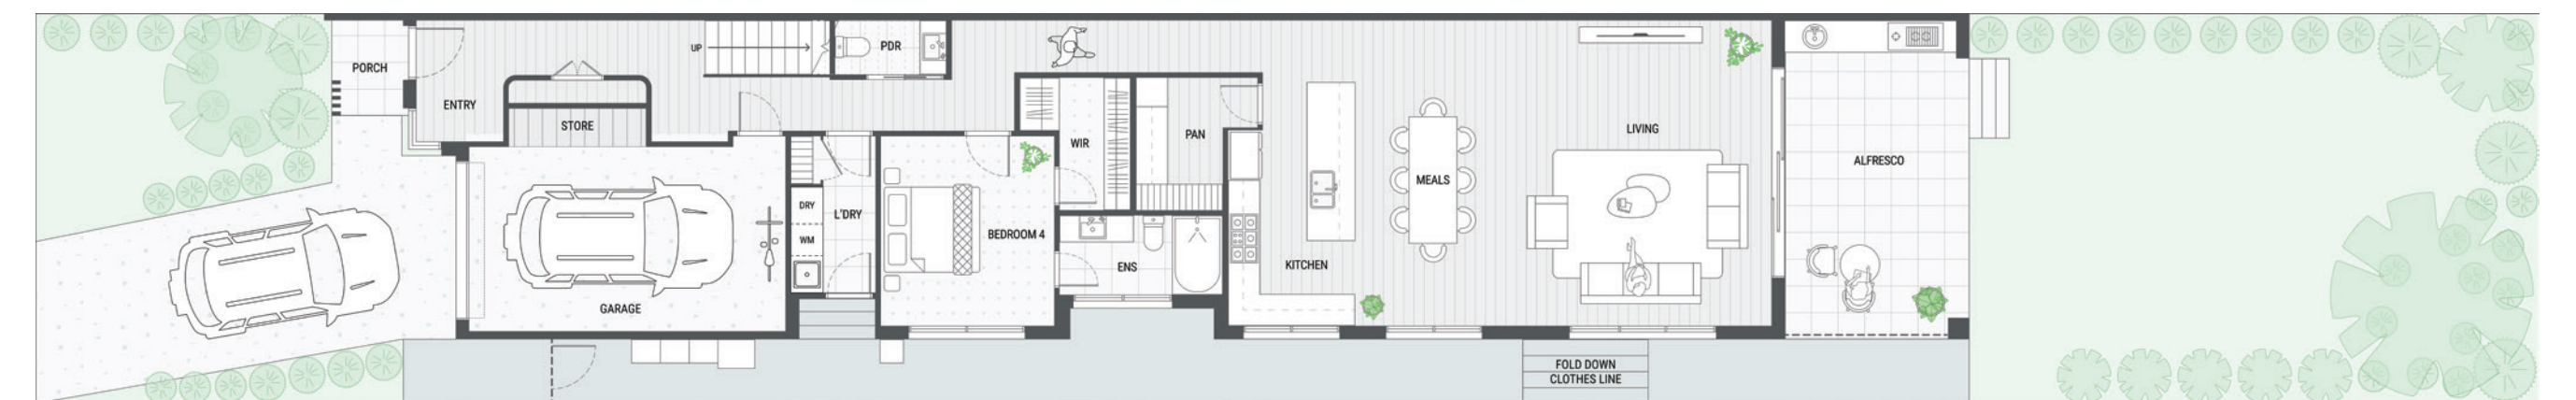 PORCH
ENTRY
STORE
UP
PDR
GARAGE
DRY
WM
L'DRY
BEDROOM 4
WIR
ENS
PAN
KITCHEN
MEALS
LIVING
ALFRESCO
FOLD DOWN
CLOTHES LINE